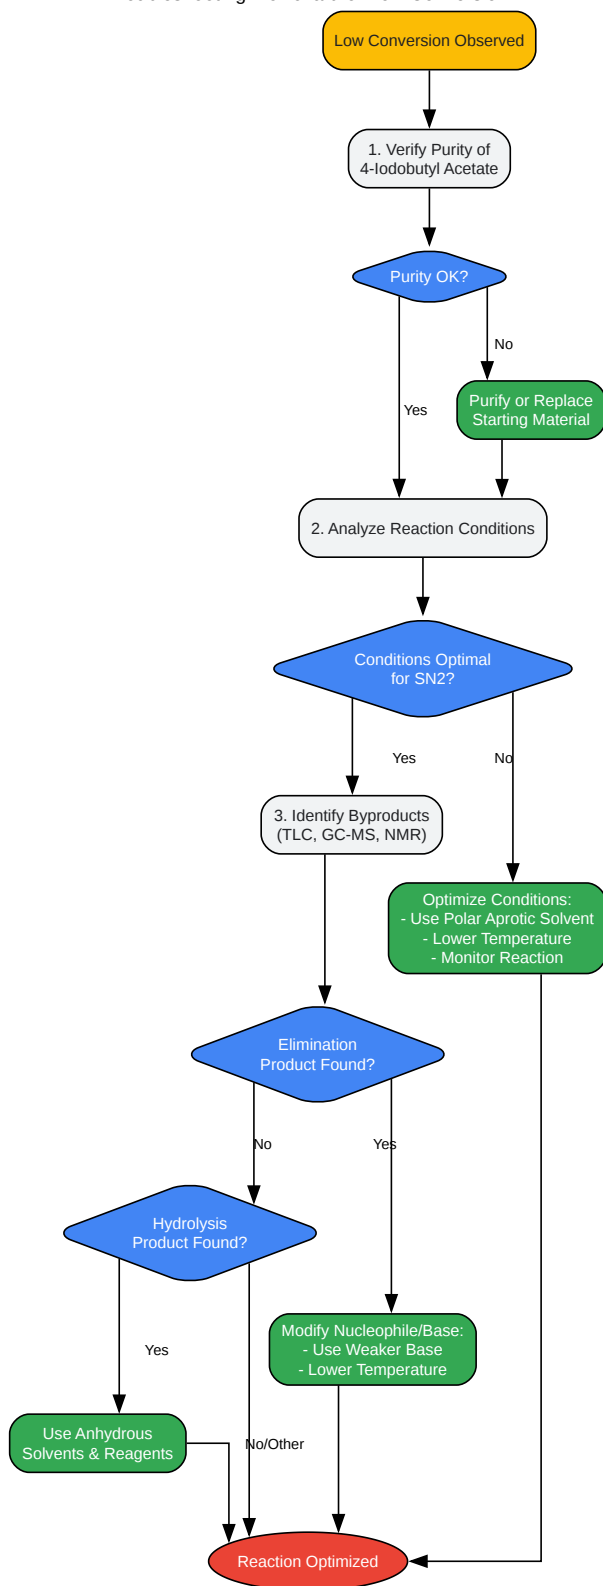 Low Conversion Observed
1. Verify Purity of
4-Iodobutyl Acetate
Purity OK?
No
Yes
Purify or Replace
Starting Material
2. Analyze Reaction Conditions
Conditions Optimal
for SN2?
Yes
No
3. Identify Byproducts
(TLC, GC-MS, NMR)
Optimize Conditions:
- Use Polar Aprotic Solvent
- Lower Temperature
- Monitor Reaction
Elimination
Product Found?
No
Yes
Hydrolysis
Product Found?
Modify Nucleophile/Base:
- Use Weaker Base
- Lower Temperature
Yes
Use Anhydrous
Solvents & Reagents
No/Other
Reaction Optimized